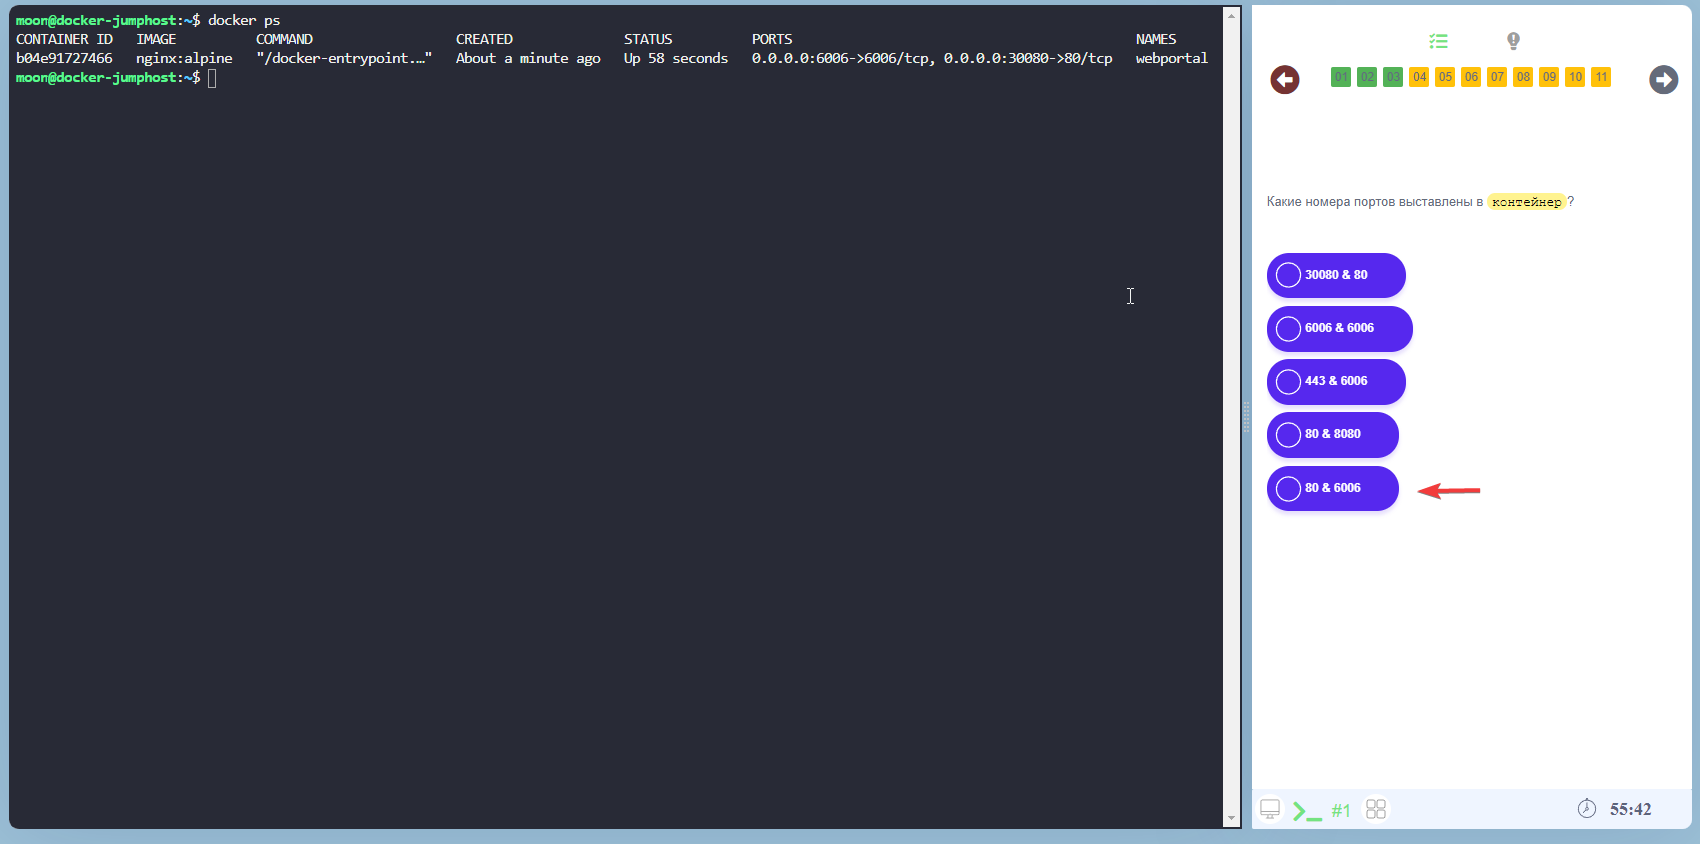 moon@docker-jumphost:~$ docker ps
CONTAINER ID   IMAGE          COMMAND                  CREATED              STATUS          PORTS                                           NAMES
b04e91727466   nginx:alpine   "/docker-entrypoint.…"   About a minute ago   Up 58 seconds   0.0.0.0:6006->6006/tcp, 0.0.0.0:30080->80/tcp   webportal
moon@docker-jumphost:~$
01 02 03 04 05 06 07 08 09 10 11
Какие номера портов выставлены в контейнер?
30080 & 80
6006 & 6006
443 & 6006
80 & 8080
80 & 6006
#1
55:42